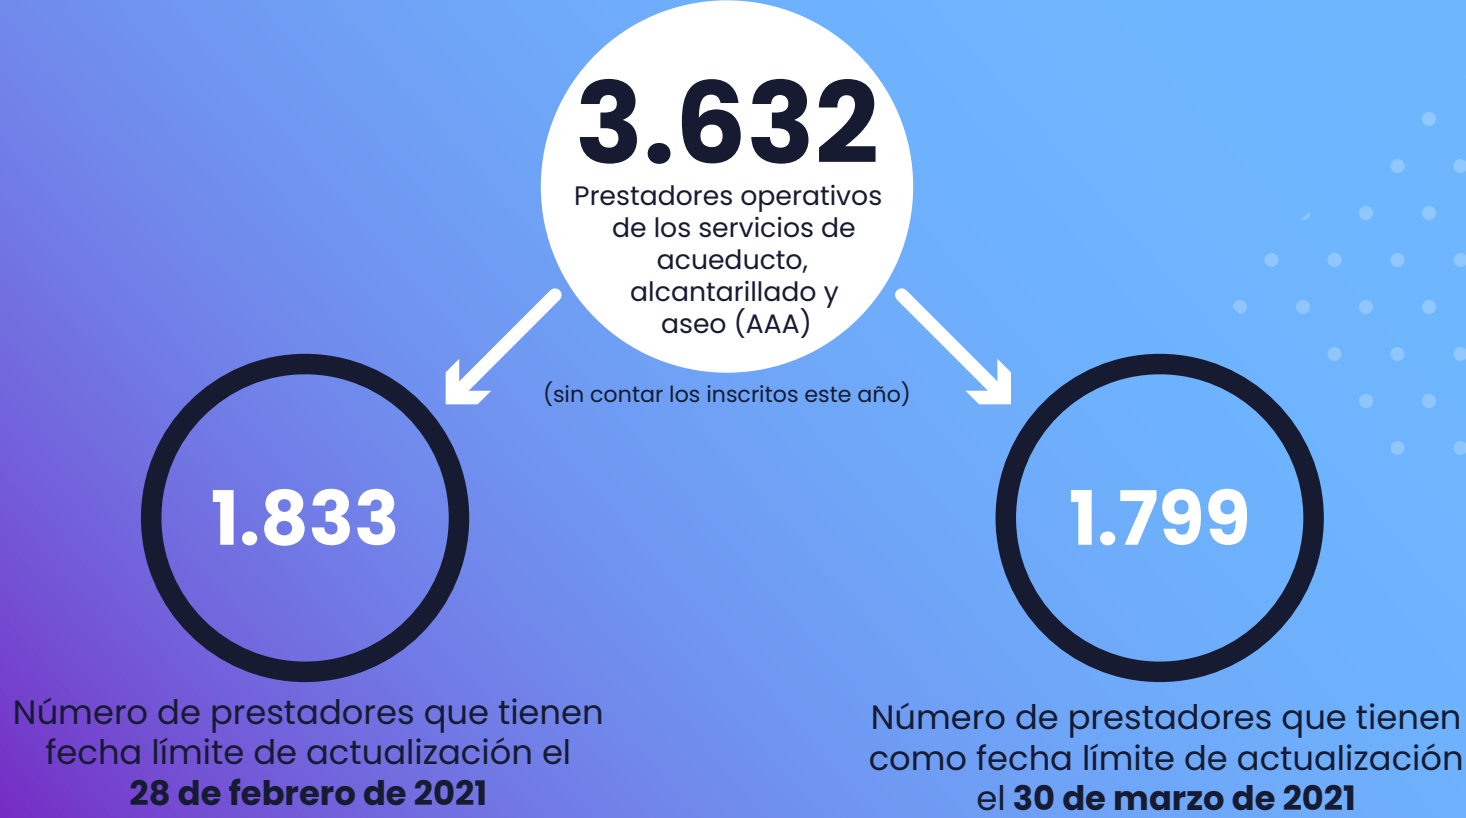 3.632
Prestadores operativos
de los servicios de
acueducto,
alcantarillado y
aseo (AAA)
(sin contar los inscritos este año)
1.833
Número de prestadores que tienen
fecha límite de actualización el
28 de febrero de 2021
1.799
Número de prestadores que tienen
como fecha límite de actualización
el 30 de marzo de 2021